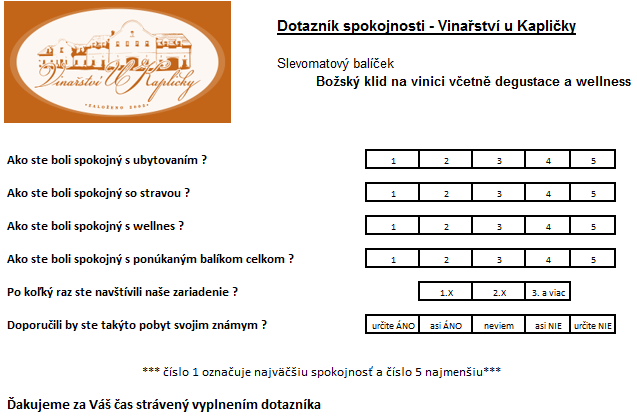 Vinařství U Kapličky
• ZALOŽENO 2003 •
Dotazník spokojnosti - Vinařství u Kapličky
Slevomatový balíček
Božský klid na vinici včetně degustace a wellness
Ako ste boli spokojný s ubytovaním ? 1 2 3 4 5
Ako ste boli spokojný so stravou ? 1 2 3 4 5
Ako ste boli spokojný s wellnes ? 1 2 3 4 5
Ako ste boli spokojný s ponúkaným balíkom celkom ? 1 2 3 4 5
Po koľký raz ste navštívili naše zariadenie ? 1.X 2.X 3. a viac
Doporučili by ste takýto pobyt svojim známym ? určite ÁNO asi ÁNO neviem asi NIE určite NIE
*** číslo 1 označuje najväčšiu spokojnosť a číslo 5 najmenšiu***
Ďakujeme za Váš čas strávený vyplnením dotazníka